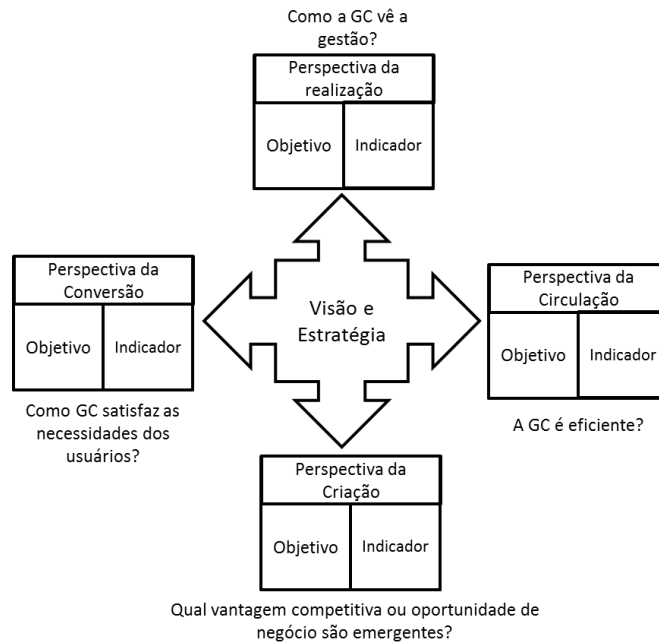 Como a GC vê a
gestão?
Perspectiva da
realização
Objetivo
Indicador
Perspectiva da
Conversão
Objetivo
Indicador
Como GC satisfaz as
necessidades dos
usuários?
Visão e
Estratégia
Perspectiva da
Circulação
Objetivo
Indicador
A GC é eficiente?
Perspectiva da
Criação
Objetivo
Indicador
Qual vantagem competitiva ou oportunidade de
negócio são emergentes?